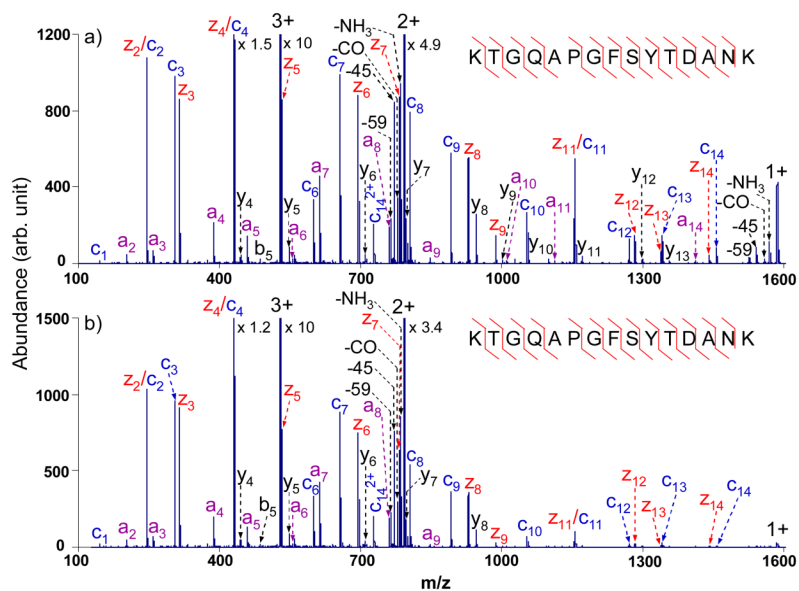 a)
Abundance (arb. unit)
1200
800
400
0
3+
x 10
2+
x 4.9
-NH3
-CO
-45
-59
z2/c2
c3
z3
z4/c4
x 1.5
z5
c7
z6
z7
c8
K T G Q A P G F S Y T D A N K
a2
c1
a3
a4
y4
a5
b5
y5
a6
c6
a7
y6
c14 2+
a8
y7
a9
c9
z8
y8
z9
y9
a10
c10
y10
a11
z11/c11
y11
c12
z12
y12
z13
c13
y13
a14
z14
c14
-NH3
-CO
-45
-59
1+
100
400
700
1000
1300
1600
b)
1500
1000
500
0
z4/c4
x 1.2
3+
x 10
2+
x 3.4
-NH3
z7
-CO
-45
-59
z2/c2
c3
z3
z5
c7
z6
a8
c8
K T G Q A P G F S Y T D A N K
c1
a2
a3
a4
y4
a5
b5
y5
a6
c6
a7
y6
c14 2+
y7
a9
c9
z8
y8
z9
c10
z11/c11
c12
z12
z13
c13
z14
c14
1+
100
400
700
1000
1300
1600
m/z